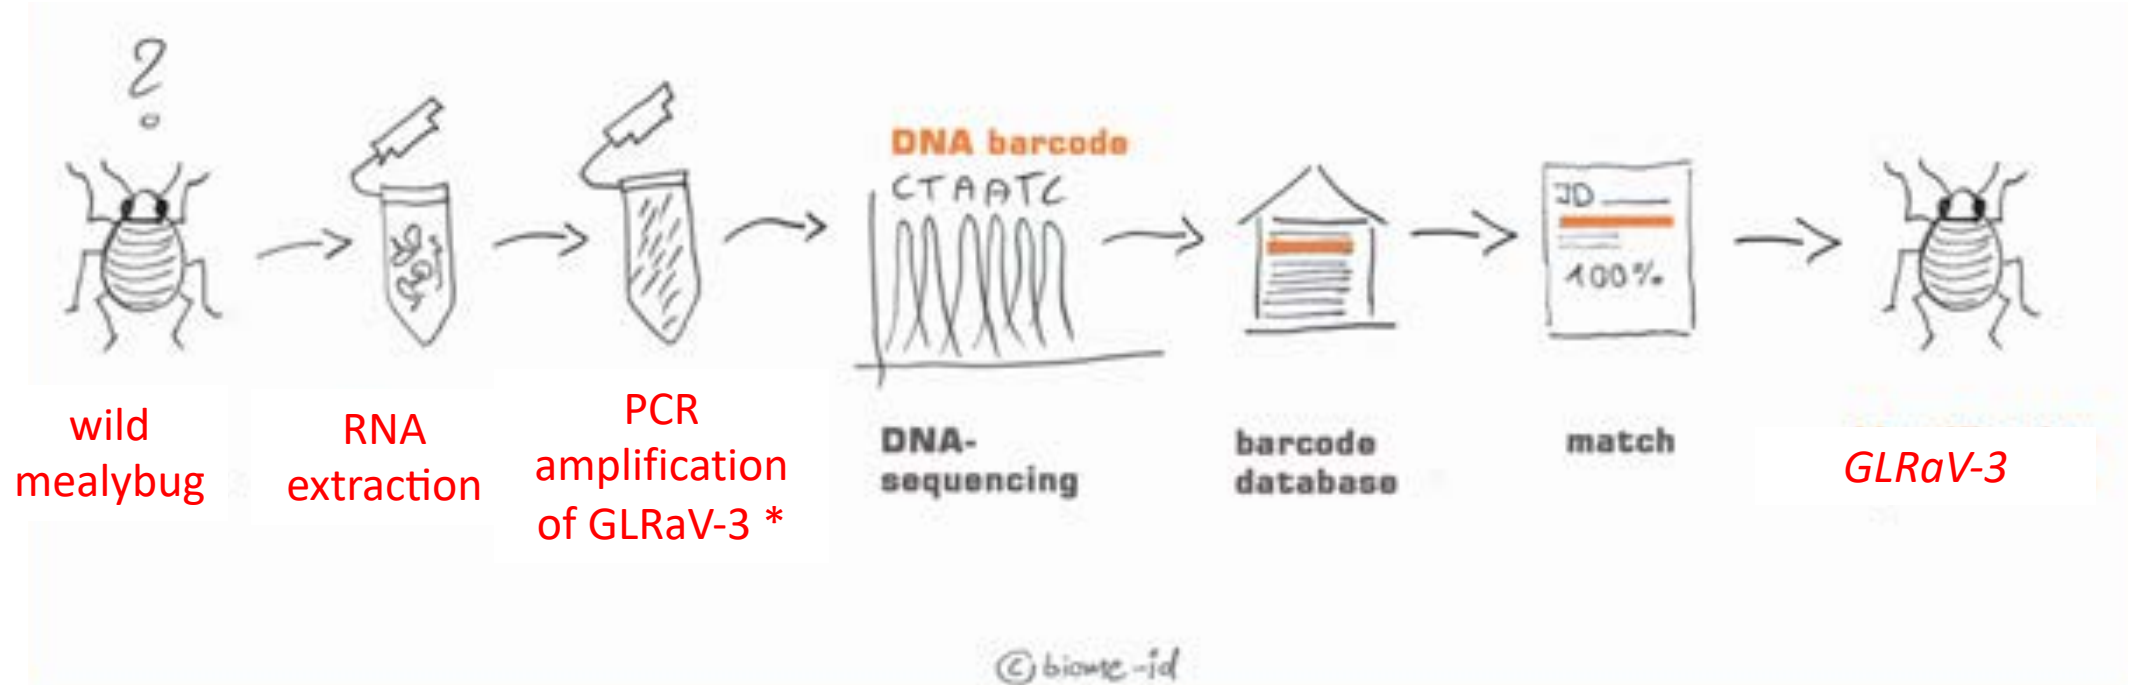 ?
DNA barcode
CTAATC
ID
100%
wild
mealybug
RNA
extraction
PCR
amplification
of GLRaV-3 *
DNA-
sequencing
barcode
database
match
GLRaV-3
© biome-id